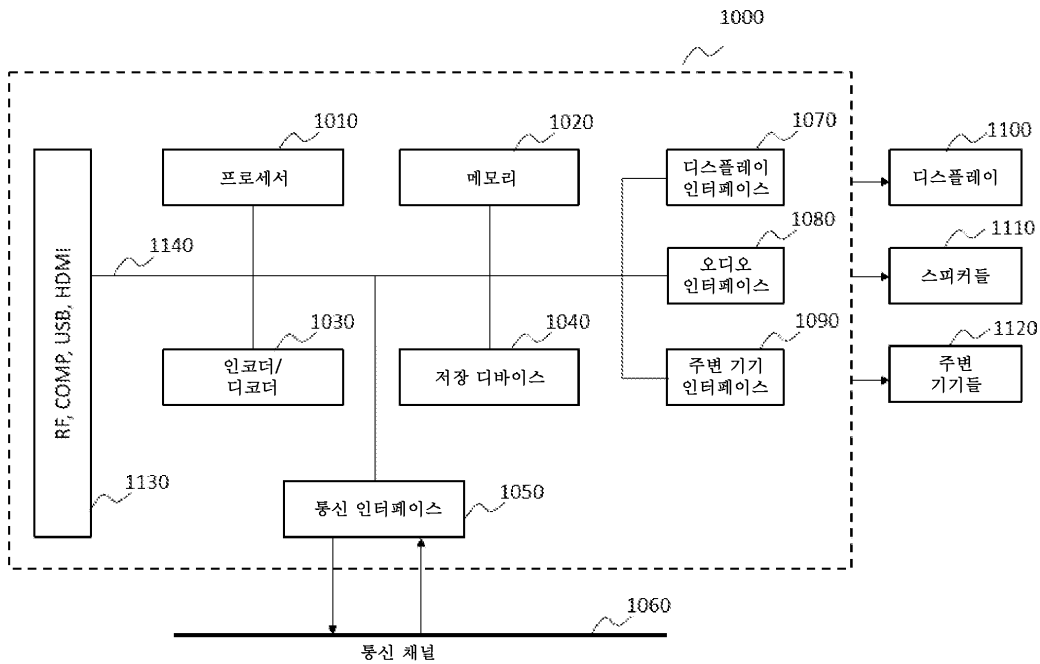 1000
1010
1020
1070
1100
프로세서
메모리
디스플레이
인터페이스
디스플레이
1140
1080
1110
오디오
인터페이스
스피커들
RF, COMP, USB, HDMI
1030
1040
1090
1120
인코더/
디코더
저장 디바이스
주변 기기
인터페이스
주변
기기들
1130
1050
통신 인터페이스
1060
통신 채널